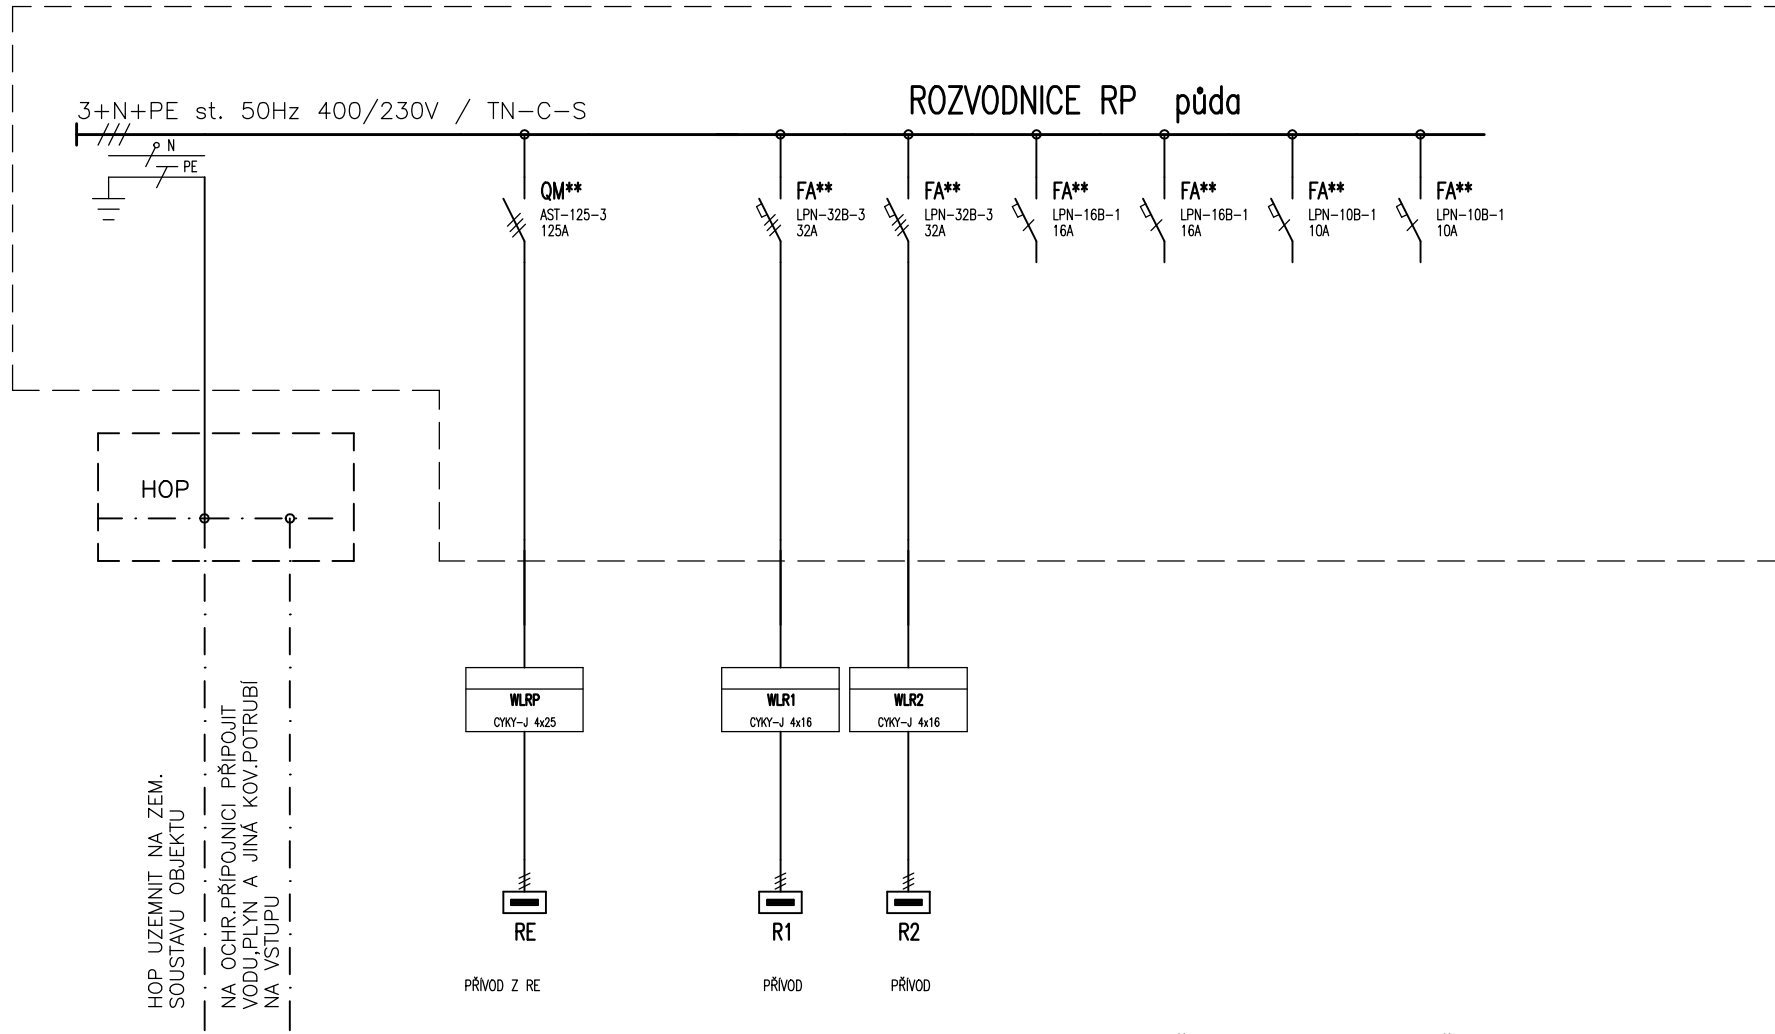 3+N+PE st. 50Hz 400/230V / TN-C-S
ROZVODNICE RP půda
N
PE
QM**
AST-125-3
125A
FA**
LPN-32B-3
32A
FA**
LPN-32B-3
32A
FA**
LPN-16B-1
16A
FA**
LPN-16B-1
16A
FA**
LPN-10B-1
10A
FA**
LPN-10B-1
10A
HOP
WLRP
CYKY-J 4x25
WLR1
CYKY-J 4x16
WLR2
CYKY-J 4x16
HOP UZEMNIT NA ZEM.
SOUSTAVU OBJEKTU
NA OCHR.PŘÍPOJNICI PŘIPOJIT
VODU,PLYN A JINÁ KOV.POTRUBÍ
NA VSTUPU
RE
R1
R2
PŘÍVOD Z RE
PŘÍVOD
PŘÍVOD